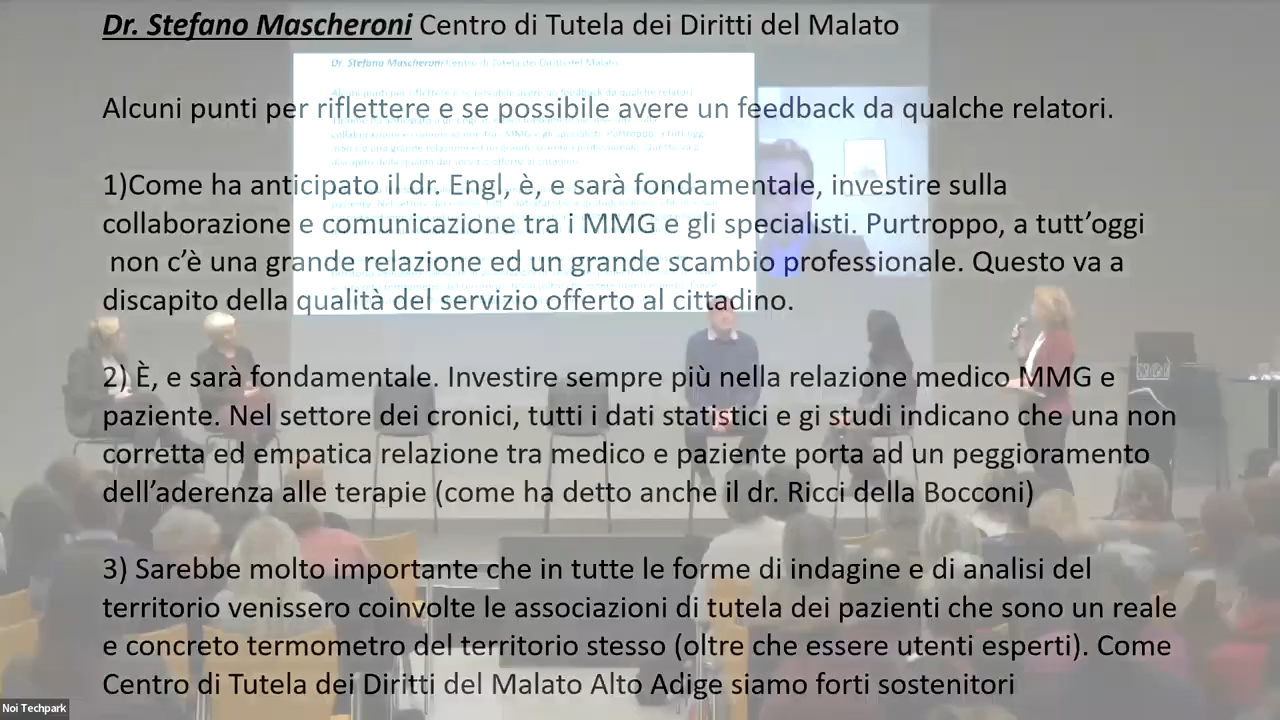 Dr. Stefano Mascheroni Centro di Tutela dei Diritti del Malato
Alcuni punti per riflettere e se possibile avere un feedback da qualche relatori.
1)Come ha anticipato il dr. Engl, è, e sarà fondamentale, investire sulla
collaborazione e comunicazione tra i MMG e gli specialisti. Purtroppo, a tutt’oggi
non c’è una grande relazione ed un grande scambio professionale. Questo va a
discapito della qualità del servizio offerto al cittadino.
2) È, e sarà fondamentale. Investire sempre più nella relazione medico MMG e
paziente. Nel settore dei cronici, tutti i dati statistici e gi studi indicano che una non
corretta ed empatica relazione tra medico e paziente porta ad un peggioramento
dell’aderenza alle terapie (come ha detto anche il dr. Ricci della Bocconi)
3) Sarebbe molto importante che in tutte le forme di indagine e di analisi del
territorio venissero coinvolte le associazioni di tutela dei pazienti che sono un reale
e concreto termometro del territorio stesso (oltre che essere utenti esperti). Come
Centro di Tutela dei Diritti del Malato Alto Adige siamo forti sostenitori
Noi Techpark